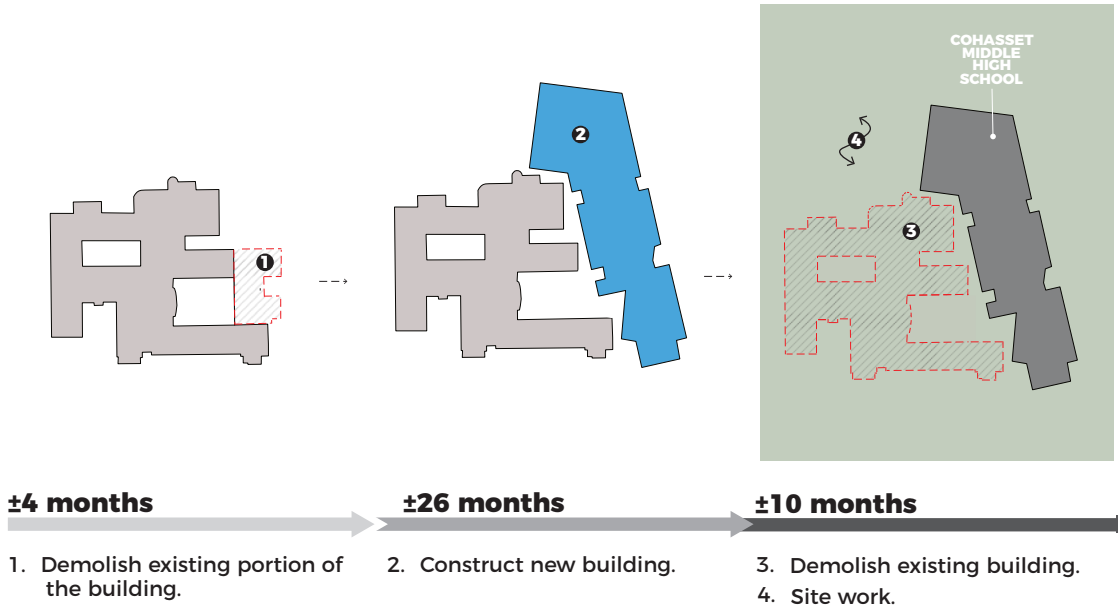 COHASSET
MIDDLE
HIGH
SCHOOL
1
2
3
4
±4 months
1. Demolish existing portion of
the building.
±26 months
2. Construct new building.
±10 months
3. Demolish existing building.
4. Site work.